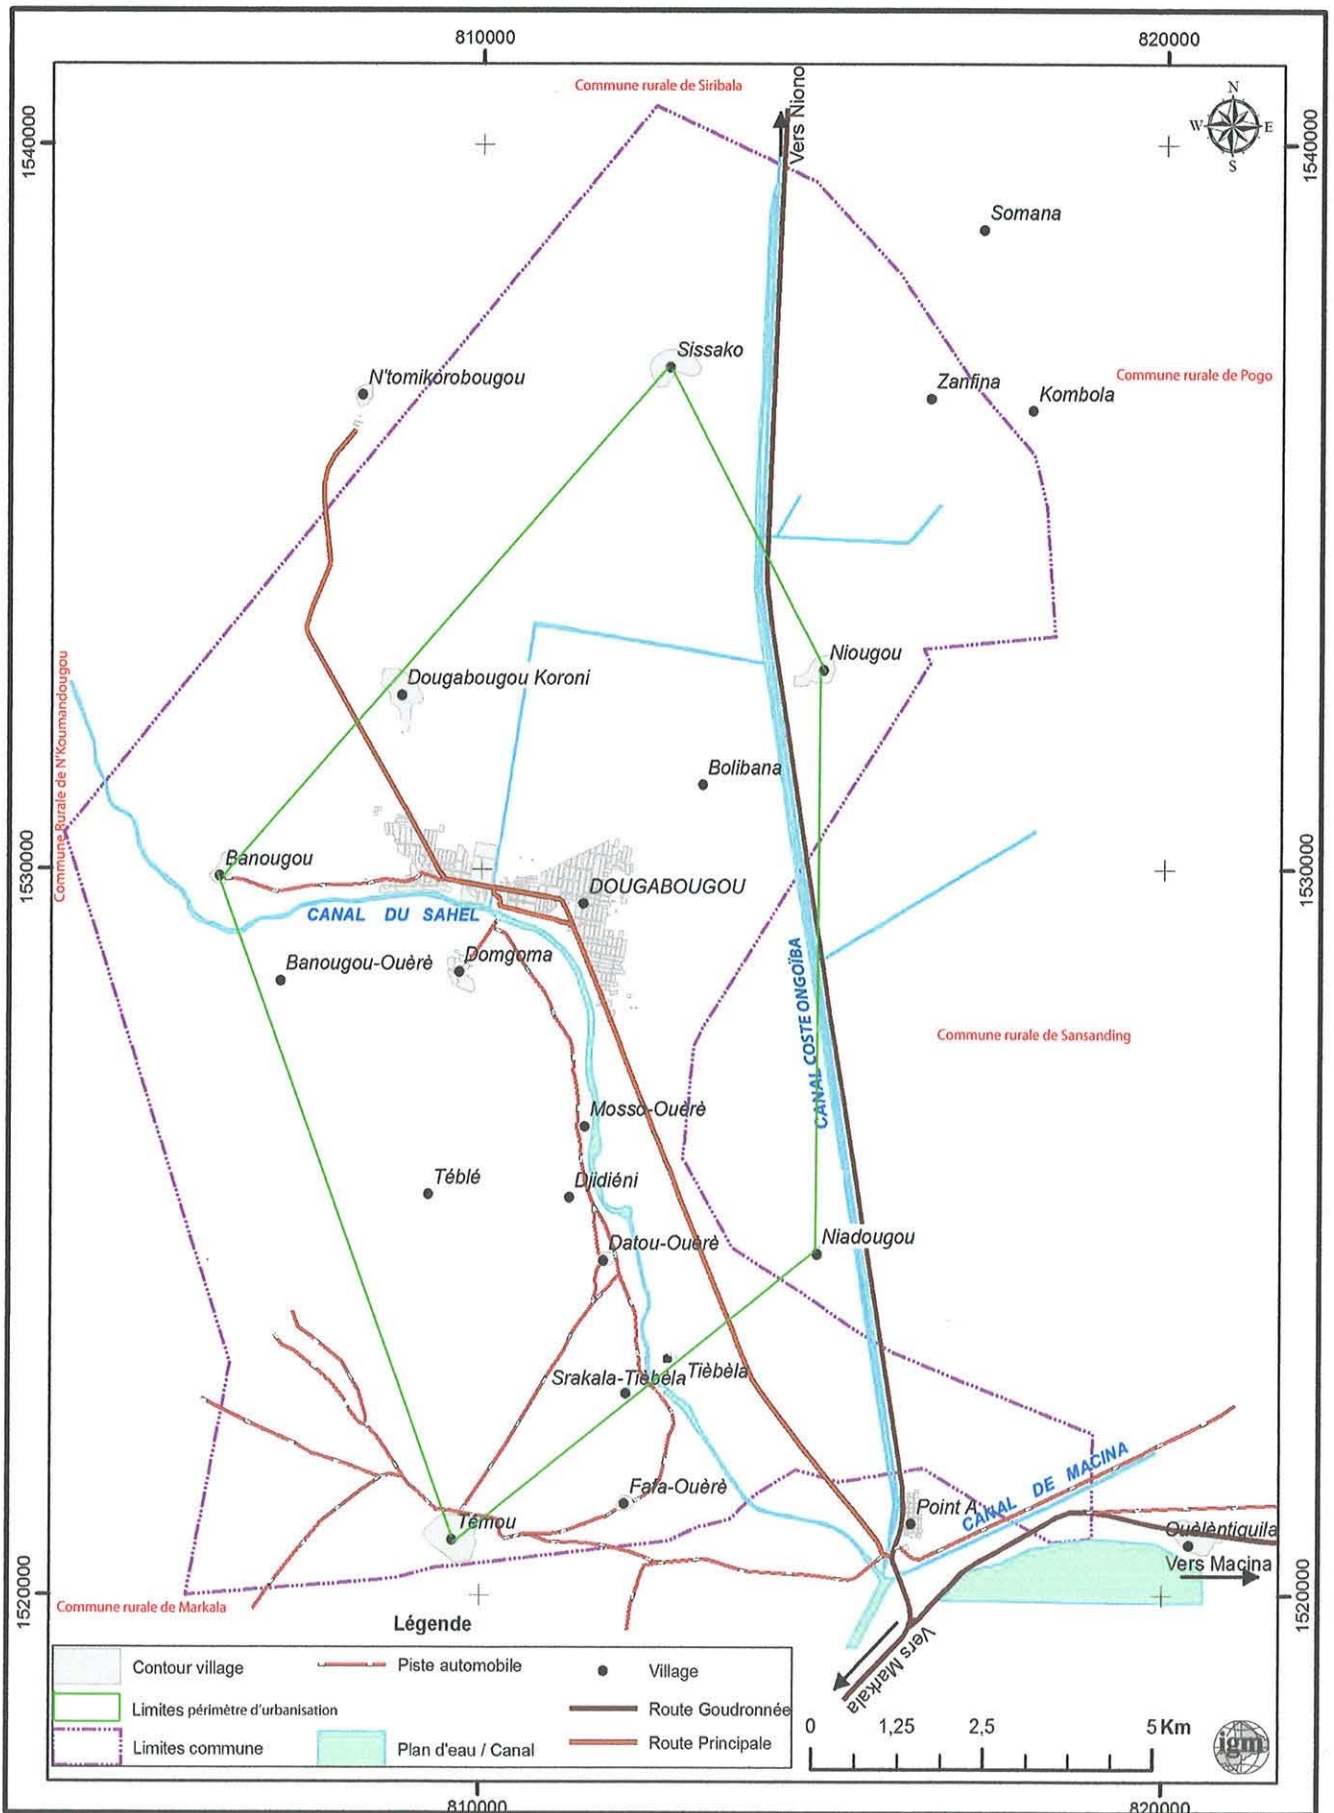 810000
820000
Commune rurale de Siribala
Vers Niono
N
W
E
S
1540000
1540000
Somana
Sissako
N'tomikorobougou
Zanfina
Commune rurale de Pogo
Kombola
Niougou
Dougabougou Koroni
Commune Rurale de N'Koumandougou
Bolibana
1530000
1530000
Banougou
DOUGABOUGOU
CANAL DU SAHEL
Banougou-Ouèrè
Domgoma
CANAL COSTE ONGOÏBA
Commune rurale de Sansanding
Mosso-Ouèrè
Téblé
Djidiéni
Datou-Ouèrè
Niadougou
Tièbèla
Srakala-Tièbèla
Fafa-Ouèrè
Témou
Point A
CANAL DE MACINA
Ouèlèntiguila
Vers Macina
1520000
1520000
Commune rurale de Markala
Vers Markala
Légende
Contour village
Piste automobile
Village
Limites périmètre d'urbanisation
Route Goudronnée
Limites commune
Plan d'eau / Canal
Route Principale
0 1,25 2,5 5 Km
igm
810000
820000